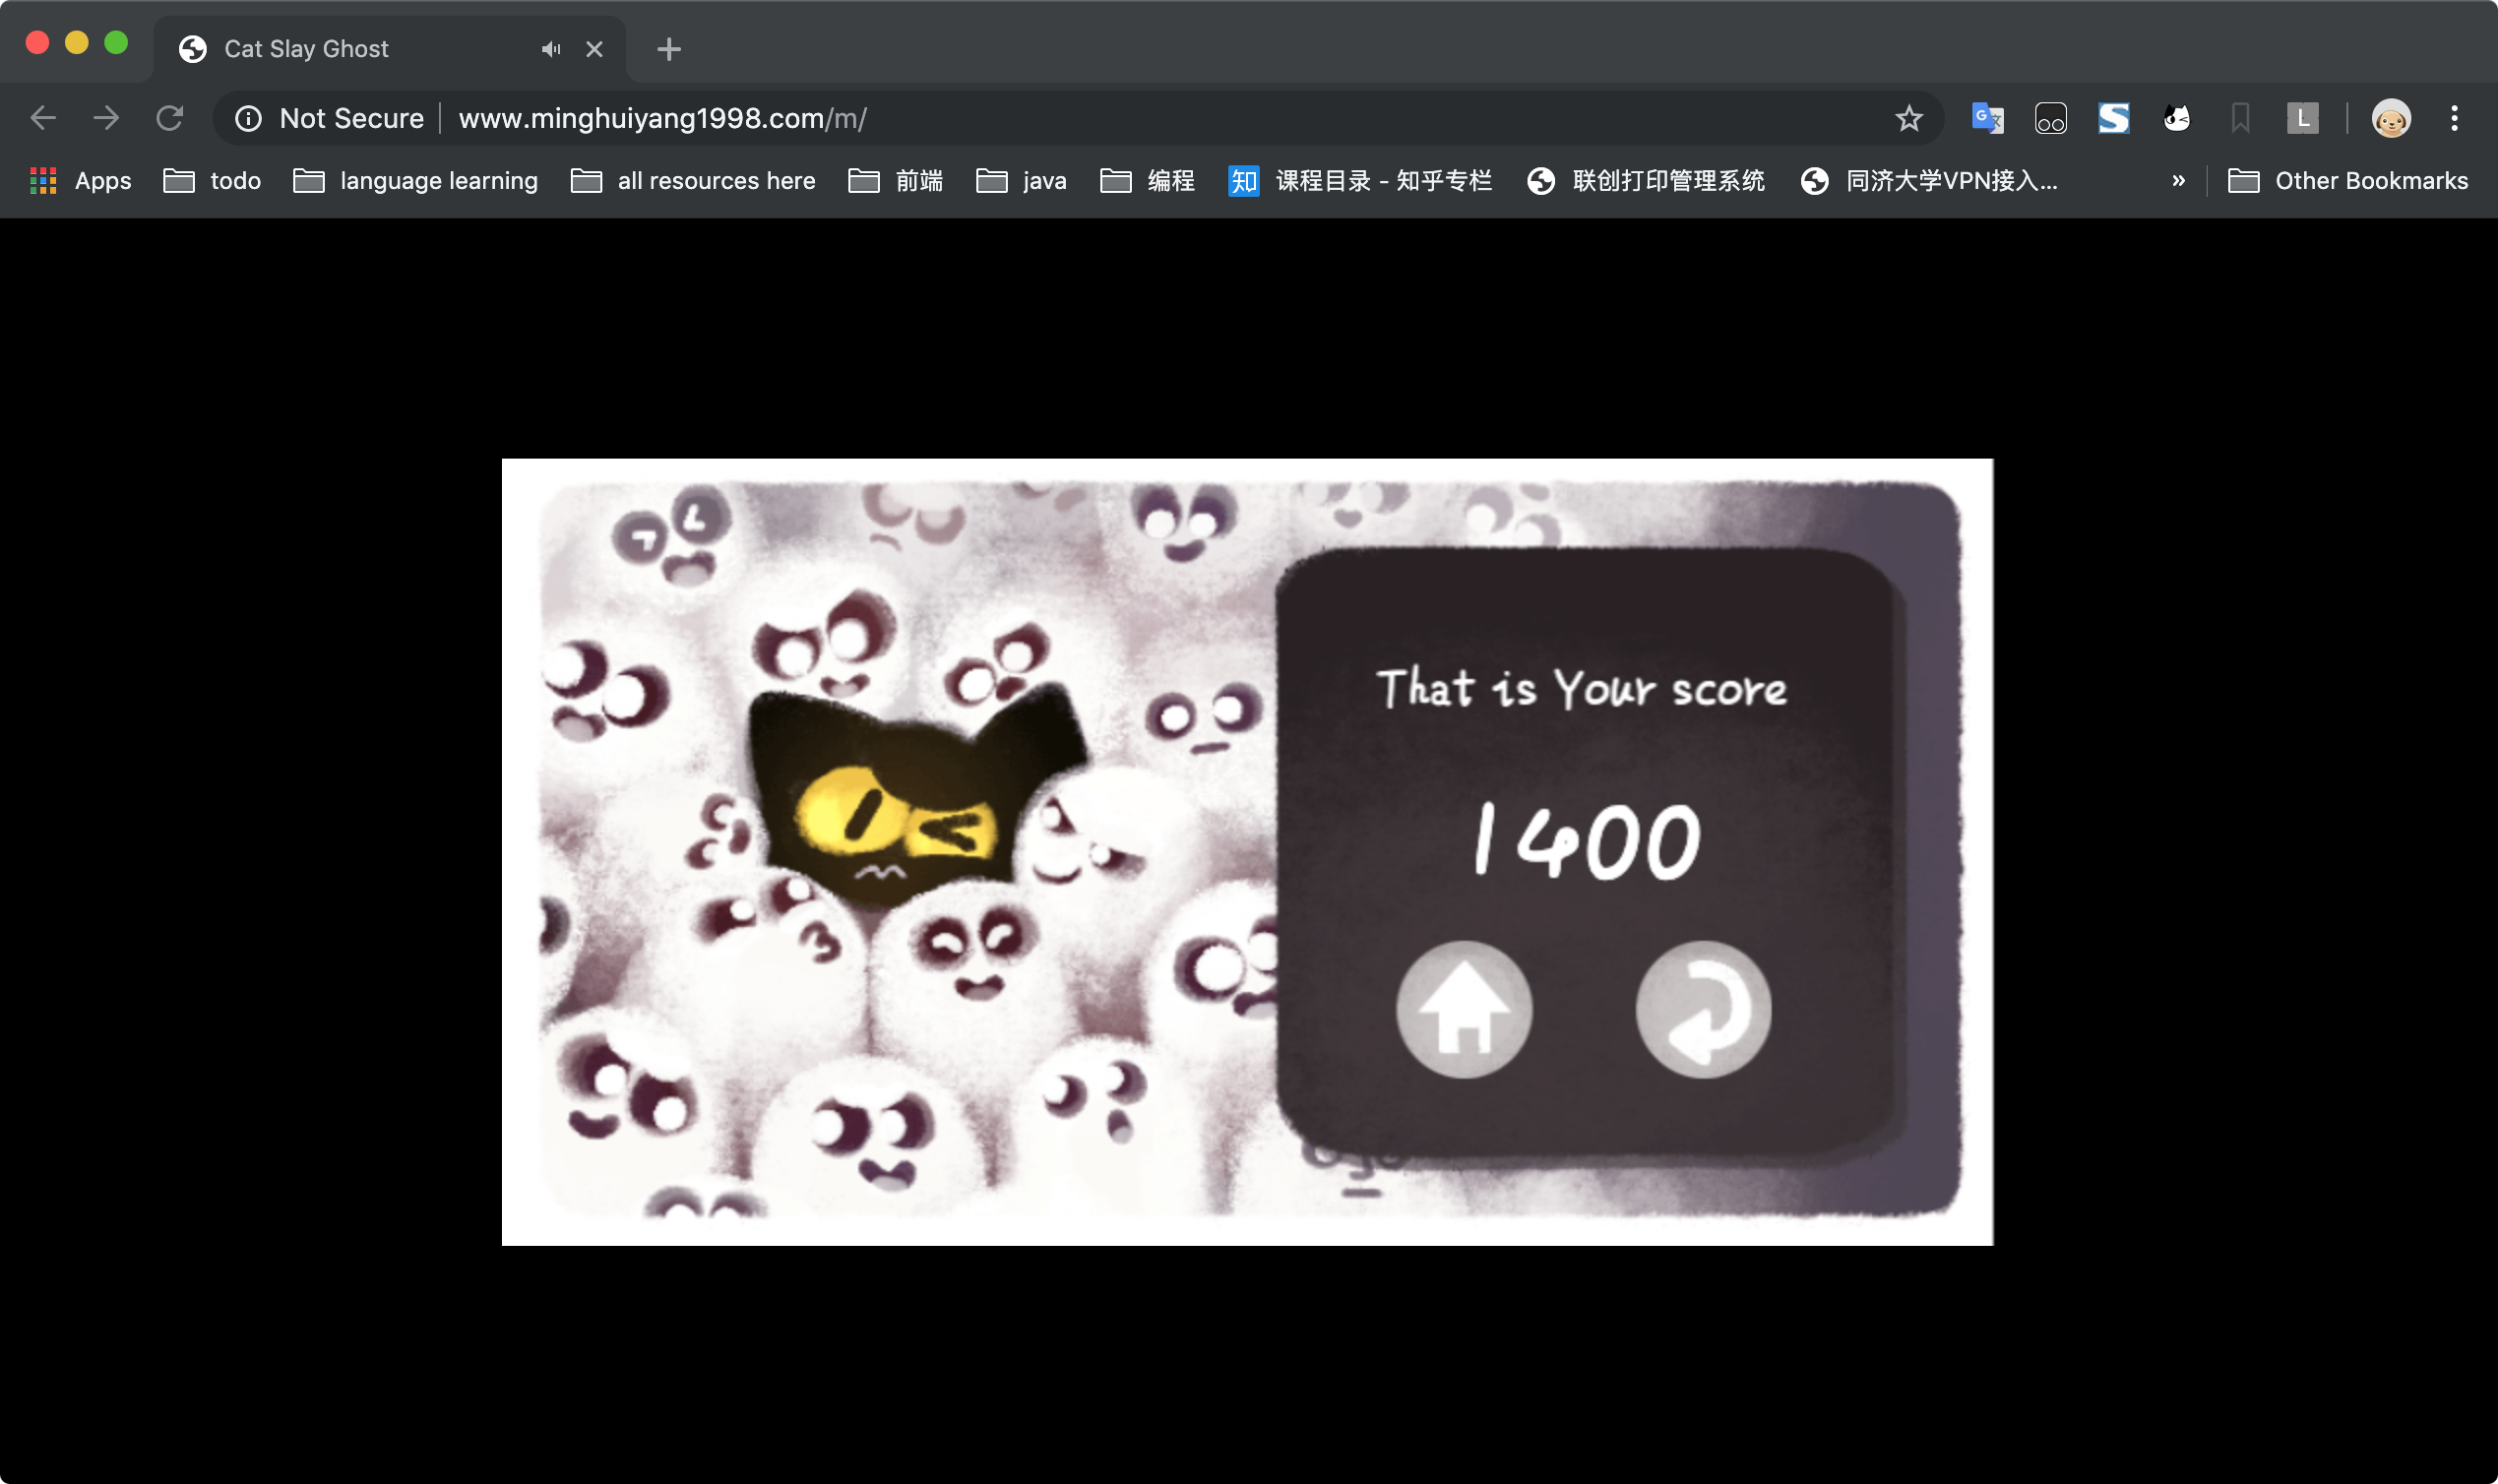 Cat Slay Ghost
Not Secure www.minghuiyang1998.com/m/
L
Apps todo language learning all resources here 前端 java 编程 知 课程目录 - 知乎专栏 联创打印管理系统 同济大学VPN接入... » Other Bookmarks
That is Your score
1400